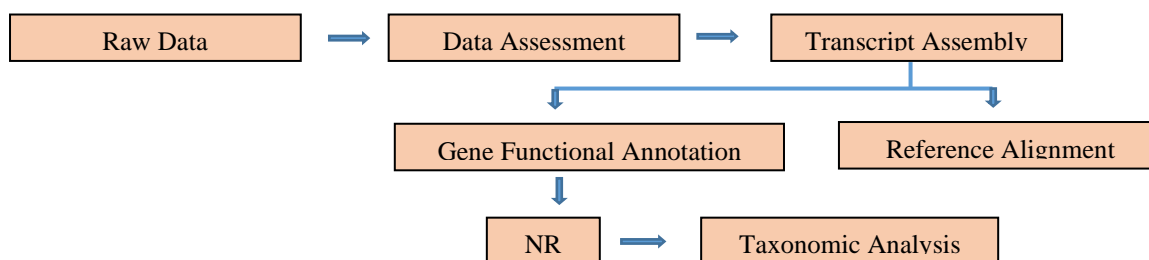 Raw Data
Data Assessment
Transcript Assembly
Gene Functional Annotation
Reference Alignment
NR
Taxonomic Analysis